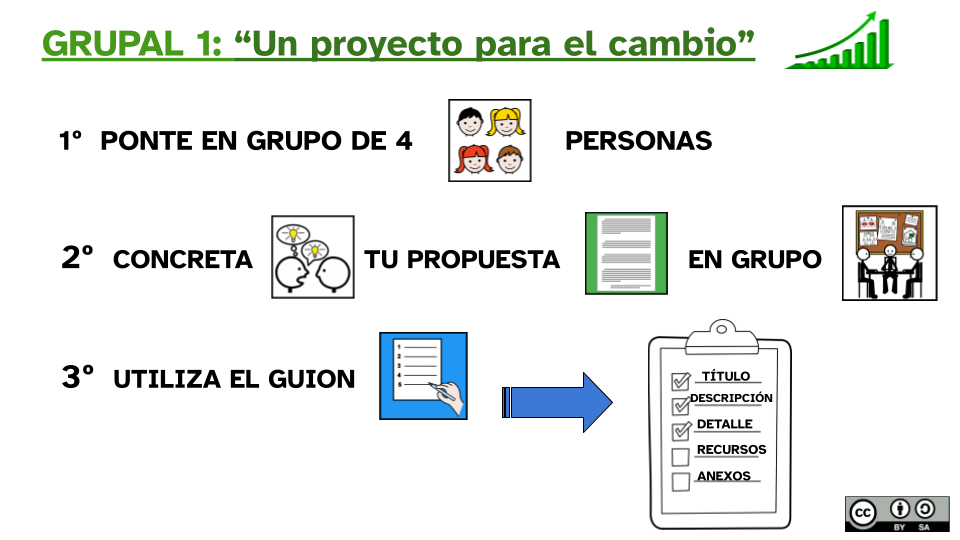 GRUPAL 1: “Un proyecto para el cambio”
1º PONTE EN GRUPO DE 4 PERSONAS
2º CONCRETA TU PROPUESTA EN GRUPO
3º UTILIZA EL GUION
1
2
3
4
5
TÍTULO
DESCRIPCIÓN
DETALLE
RECURSOS
ANEXOS
cc
BY SA